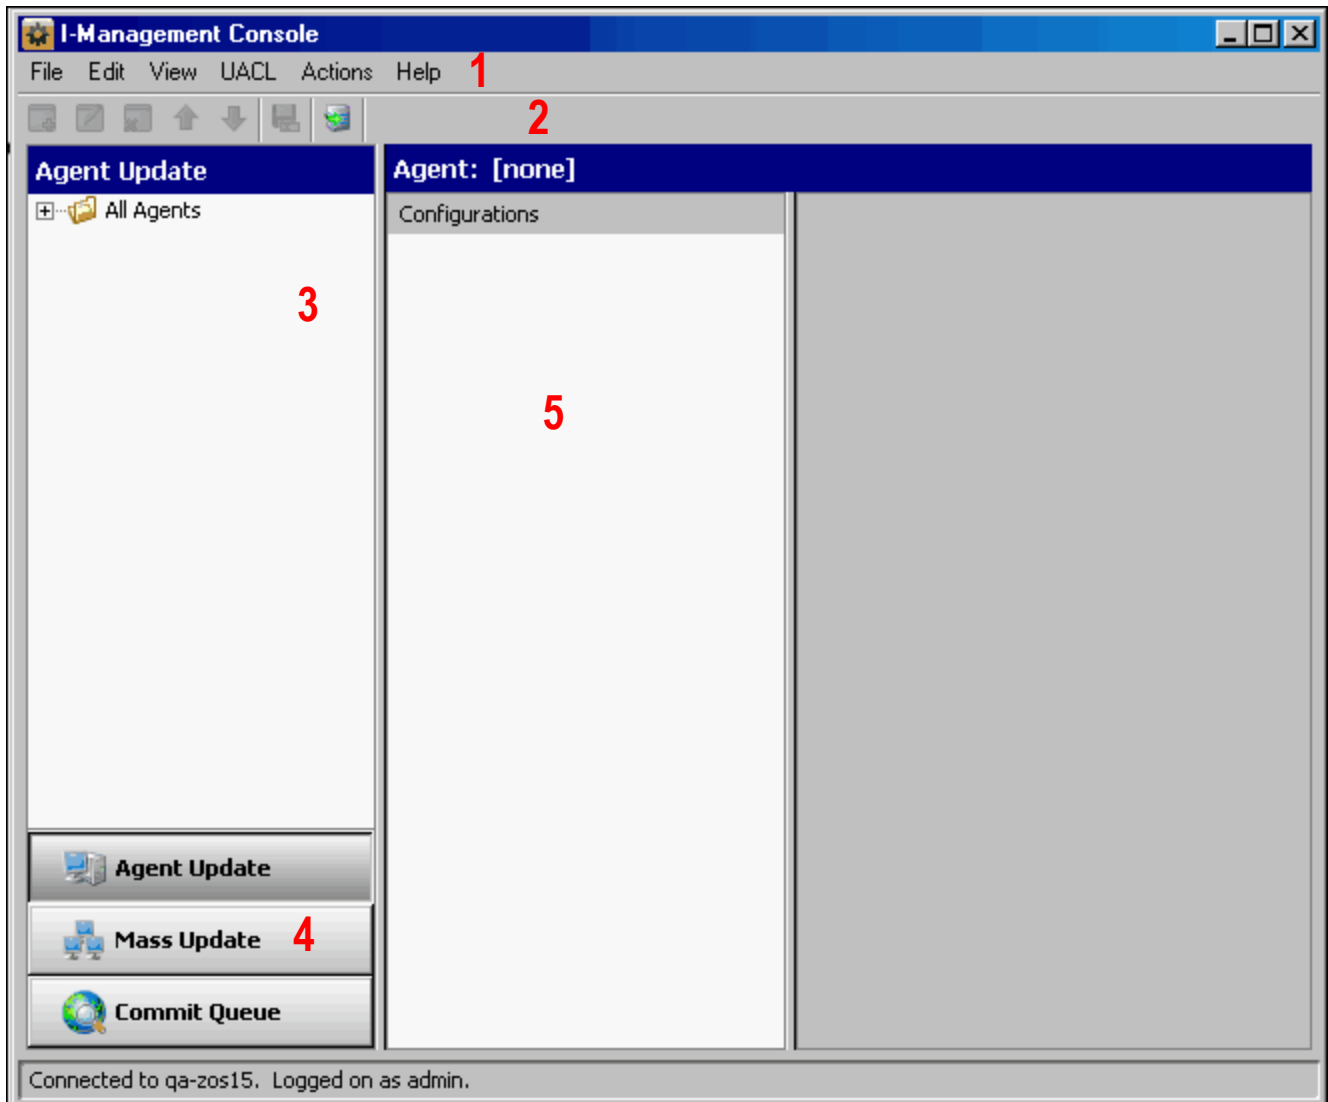 I-Management Console
File Edit View UACL Actions Help 1
2
Agent Update
Agent: [none]
All Agents
Configurations
3
5
Agent Update
Mass Update 4
Commit Queue
Connected to qa-zos15. Logged on as admin.